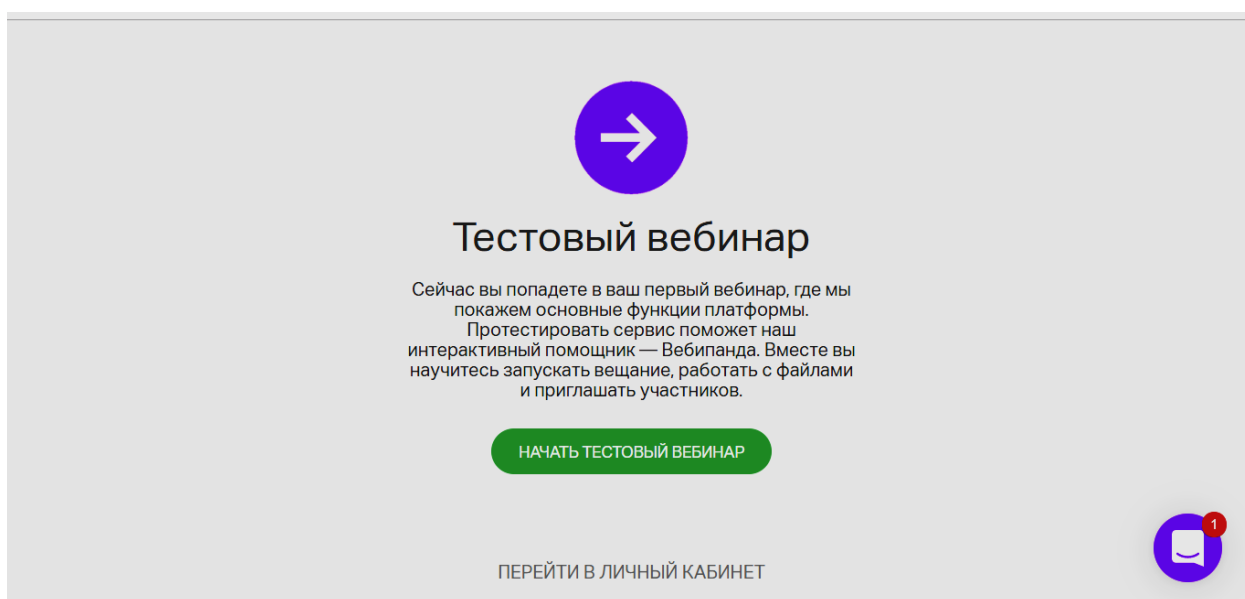 Тестовый вебинар
Сейчас вы попадете в ваш первый вебинар, где мы
покажем основные функции платформы.
Протестировать сервис поможет наш
интерактивный помощник — Вебипанда. Вместе вы
научитесь запускать вещание, работать с файлами
и приглашать участников.
НАЧАТЬ ТЕСТОВЫЙ ВЕБИНАР
1
ПЕРЕЙТИ В ЛИЧНЫЙ КАБИНЕТ